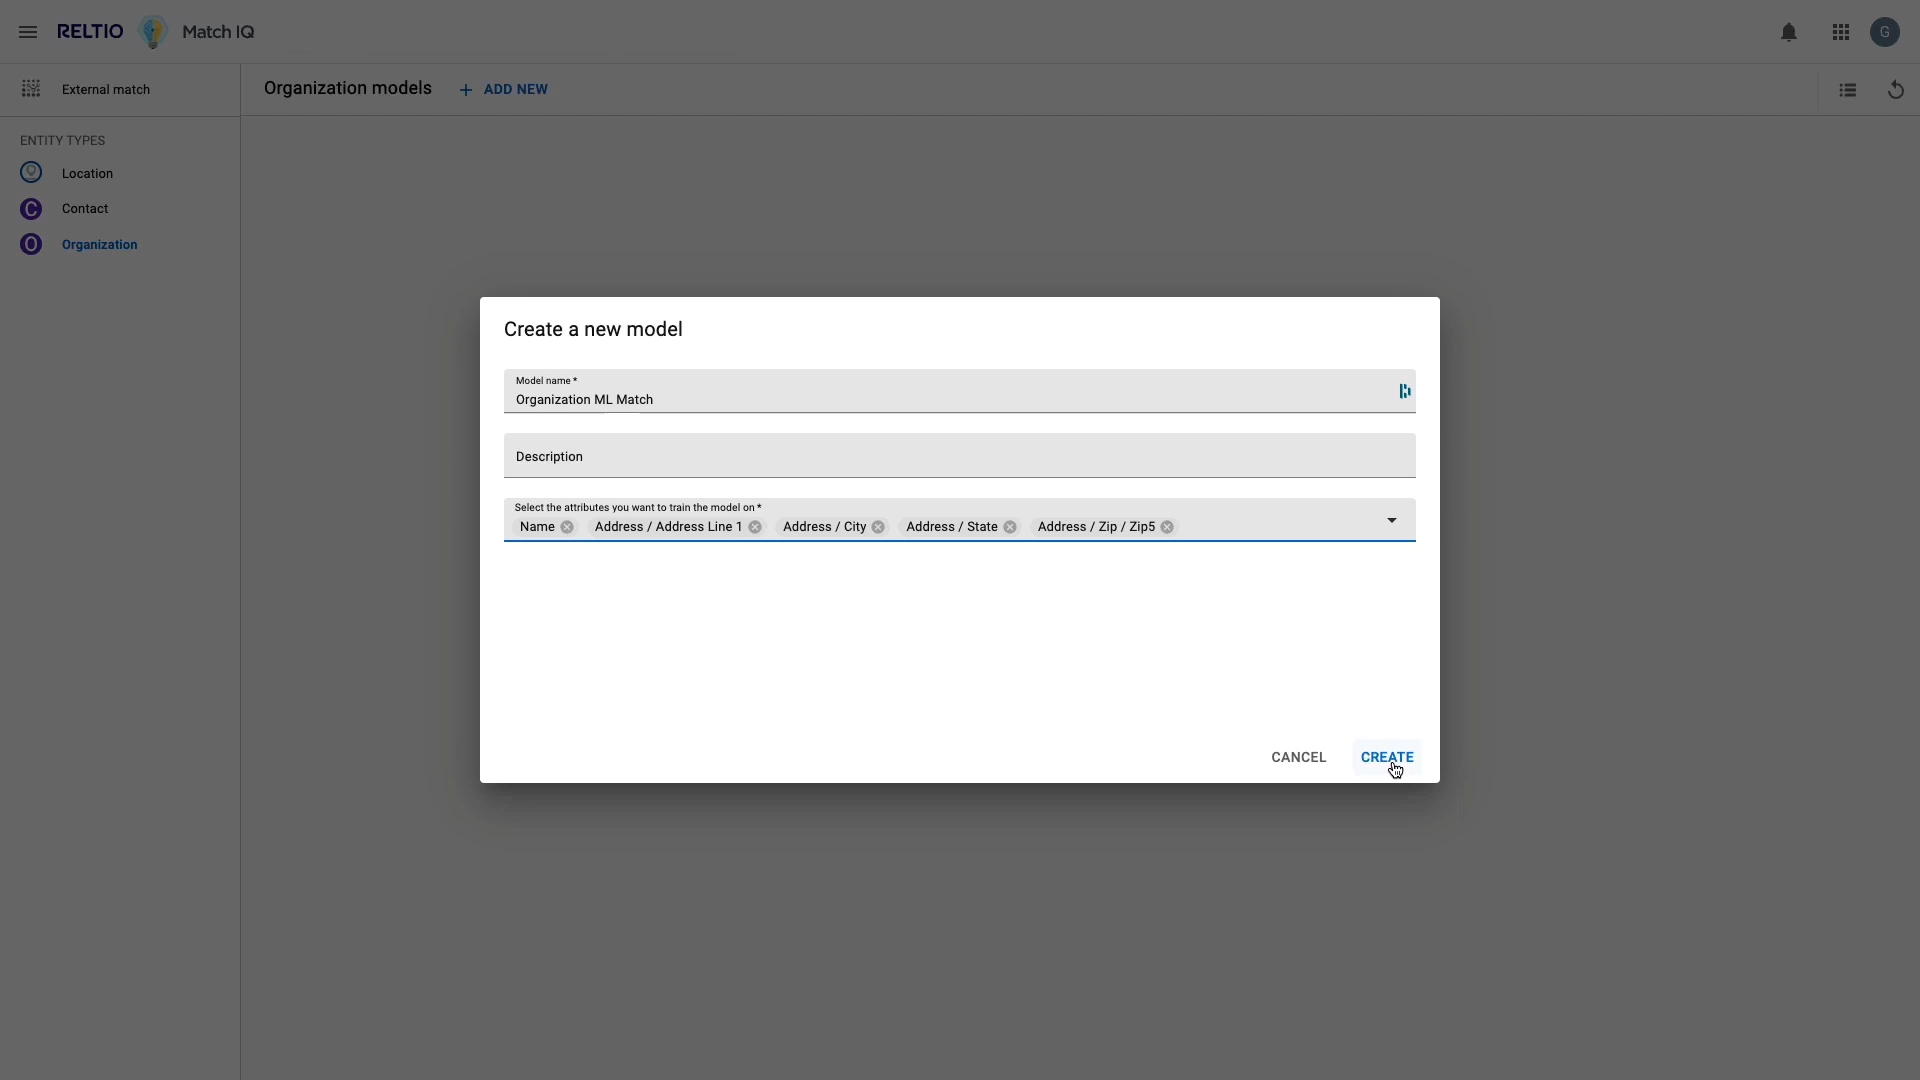 RELTIO Match IQ
G
External match
Organization models + ADD NEW
ENTITY TYPES
Location
C Contact
O Organization
Create a new model
Model name *
Organization ML Match
Description
Select the attributes you want to train the model on *
Name Address / Address Line 1 Address / City Address / State Address / Zip / Zip5
CANCEL CREATE